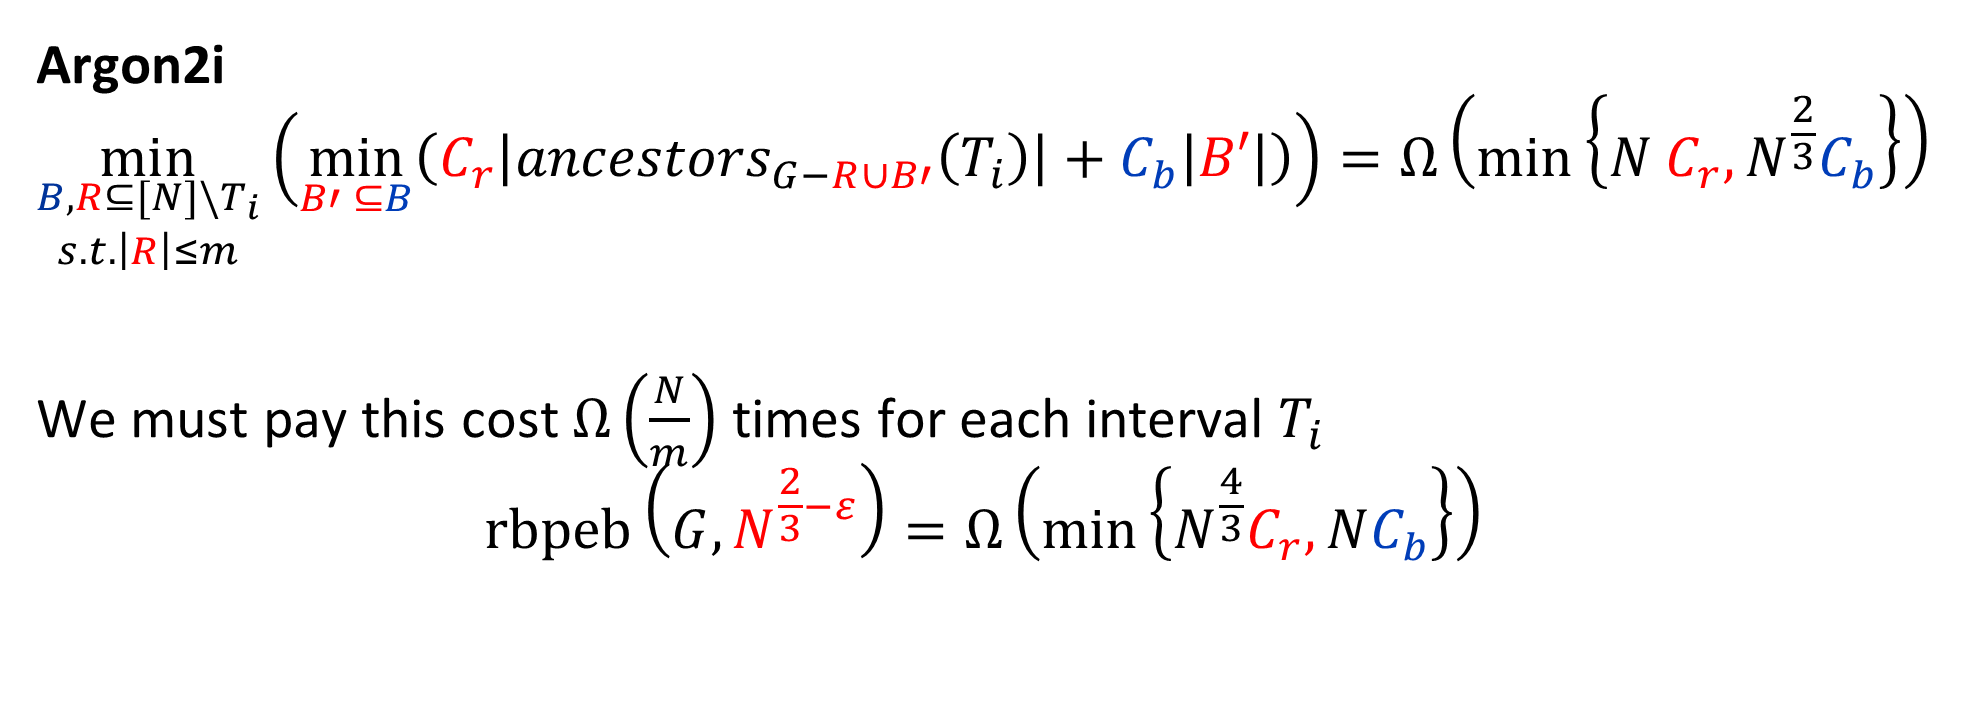 Argon2i
min_{B,R⊆[N]\T_i s.t.|R|≤m} (min_{B′ ⊆B}(C_r|ancestors_{G−R∪B′}(T_i)| + C_b|B′|)) = Ω(min{N C_r, N^{2/3}C_b})
We must pay this cost Ω(N/m) times for each interval T_i
rbpeb(G, N^{2/3−ε}) = Ω(min{N^{4/3}C_r, NC_b})